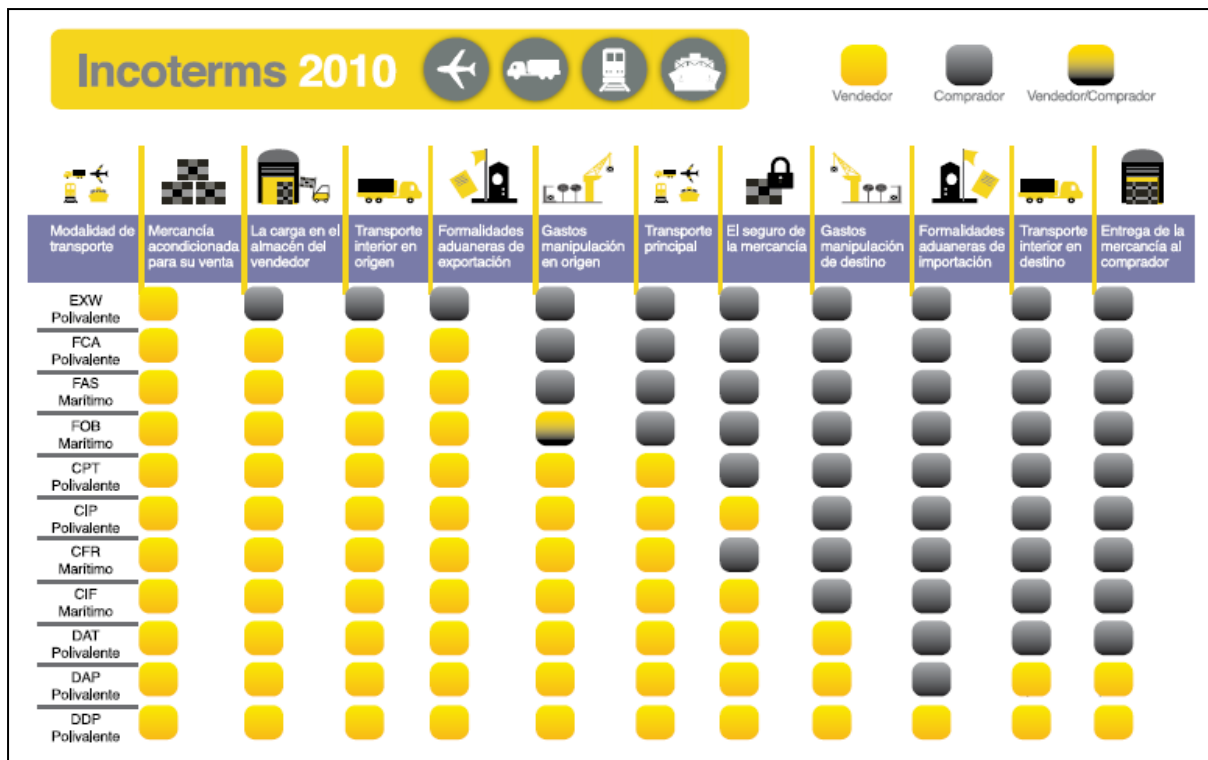 Incoterms 2010
Vendedor
Comprador
Vendedor/Comprador
Modalidad de
transporte
Mercancía
acondicionada
para su venta
La carga en el
almacén del
vendedor
Transporte
interior en
origen
Formalidades
aduaneras de
exportación
Gastos
manipulación
en origen
Transporte
principal
El seguro de
la mercancía
Gastos
manipulación
de destino
Formalidades
aduaneras de
importación
Transporte
interior en
destino
Entrega de la
mercancía al
comprador
EXW
Polivalente
FCA
Polivalente
FAS
Marítimo
FOB
Marítimo
CPT
Polivalente
CIP
Polivalente
CFR
Marítimo
CIF
Marítimo
DAT
Polivalente
DAP
Polivalente
DDP
Polivalente